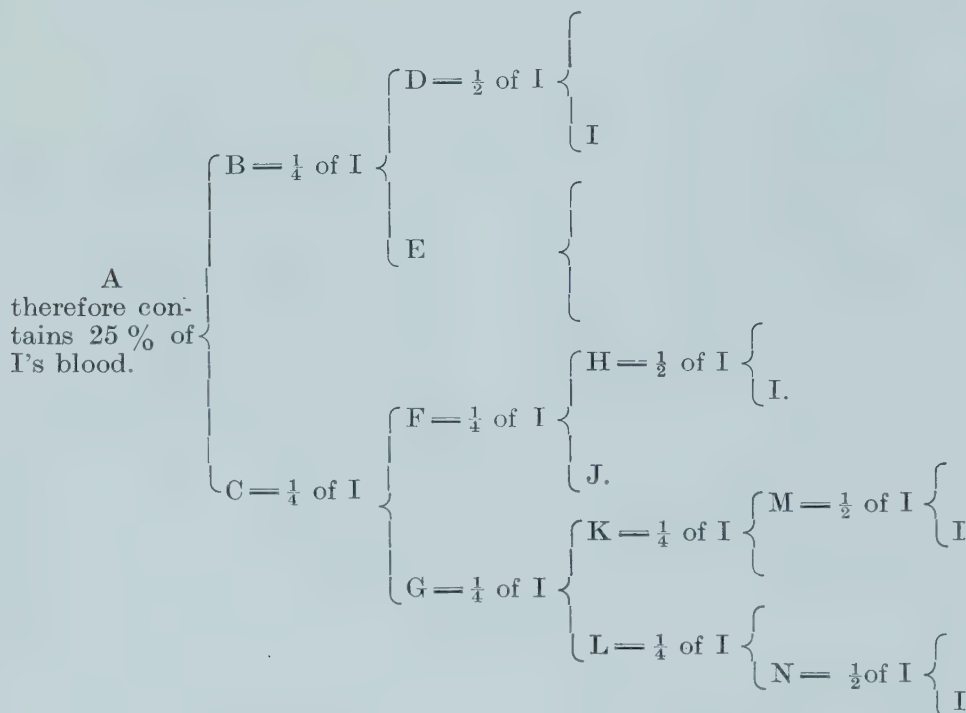 D = ½ of I
I
B = ¼ of I
E
A
therefore con-
tains 25 % of
I's blood.
H = ½ of I
I.
F = ¼ of I
J.
C = ¼ of I
M = ½ of I
I
K = ¼ of I
G = ¼ of I
L = ¼ of I
N = ½ of I
I